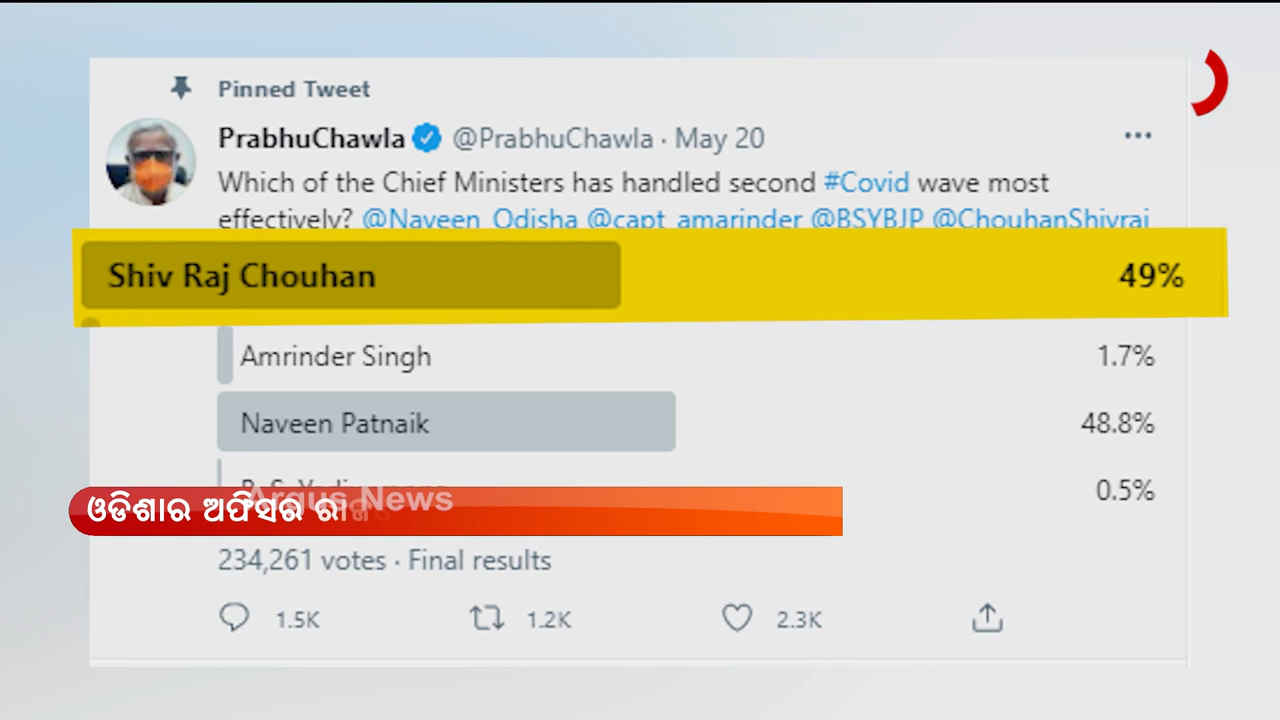 Pinned Tweet
PrabhuChawla @PrabhuChawla · May 20
Which of the Chief Ministers has handled second #Covid wave most
effectively? @Naveen_Odisha @capt_amarinder @BSYBJP @ChouhanShivraj
Shiv Raj Chouhan 49%
Amrinder Singh 1.7%
Naveen Patnaik 48.8%
0.5%
Argus News
ଓଡିଶାର ଅଫିସର
234,261 votes · Final results
1.5K 1.2K 2.3K